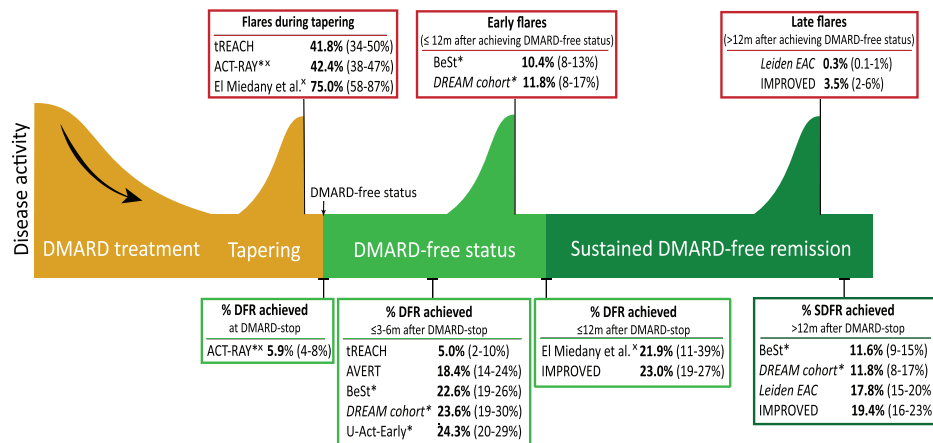 Flares during tapering
tREACH 41.8% (34-50%)
ACT-RAY*ˣ 42.4% (38-47%)
El Miedany et al.ˣ 75.0% (58-87%)
Early flares
(≤ 12m after achieving DMARD-free status)
BeSt* 10.4% (8-13%)
DREAM cohort* 11.8% (8-17%)
Late flares
(>12m after achieving DMARD-free status)
Leiden EAC 0.3% (0.1-1%)
IMPROVED 3.5% (2-6%)
Disease activity
DMARD-free status
DMARD treatment
Tapering
DMARD-free status
Sustained DMARD-free remission
% DFR achieved
at DMARD-stop
ACT-RAY*ˣ 5.9% (4-8%)
% DFR achieved
≤3-6m after DMARD-stop
tREACH 5.0% (2-10%)
AVERT 18.4% (14-24%)
BeSt* 22.6% (19-26%)
DREAM cohort* 23.6% (19-30%)
U-Act-Early* 24.3% (20-29%)
% DFR achieved
≤12m after DMARD-stop
El Miedany et al.ˣ 21.9% (11-39%)
IMPROVED 23.0% (19-27%)
% SDFR achieved
>12m after DMARD-stop
BeSt* 11.6% (9-15%)
DREAM cohort* 11.8% (8-17%)
Leiden EAC 17.8% (15-20%
IMPROVED 19.4% (16-23%